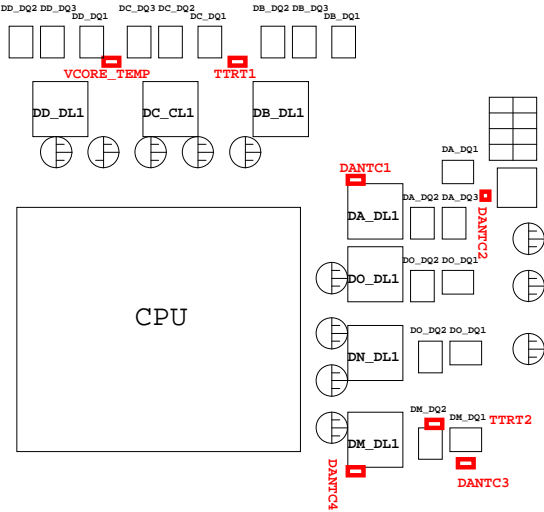 DD_DQ2 DD_DQ3 DC_DQ3 DC_DQ2 DB_DQ2 DB_DQ3
DD_DQ1 DC_DQ1 DB_DQ1
VCORE_TEMP TTRT1
DD_DL1 DC_CL1 DB_DL1
DA_DQ1
DANTC1
DA_DQ2 DA_DQ3
DA_DL1
DANTC2
DO_DQ2 DO_DQ1
DO_DL1
CPU
DO_DQ2 DO_DQ1
DN_DL1
DM_DQ2
DM_DQ1 TTRT2
DM_DL1
DANTC4
DANTC3